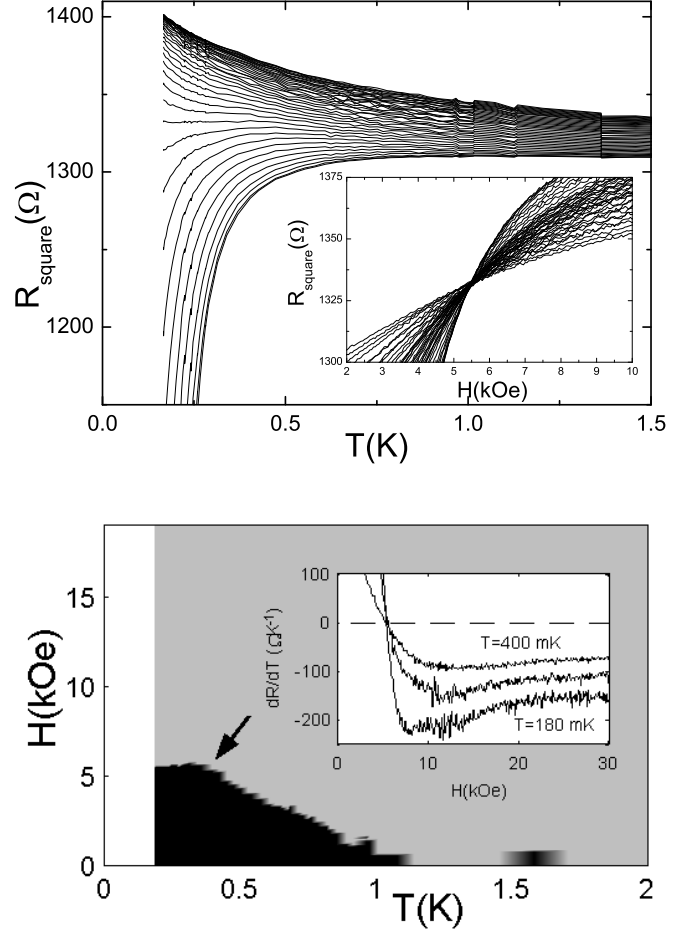 1400
1300
1200
R_square(Ω)
1375
1350
1325
1300
R_square(Ω)
2 3 4 5 6 7 8 9 10
H(kOe)
0.0 0.5 1.0 1.5
T(K)
15
10
5
0
H(kOe)
100
0
-100
-200
dR/dT (ΩK⁻¹)
T=400 mK
T=180 mK
0 10 20 30
H(kOe)
0 0.5 1 1.5 2
T(K)